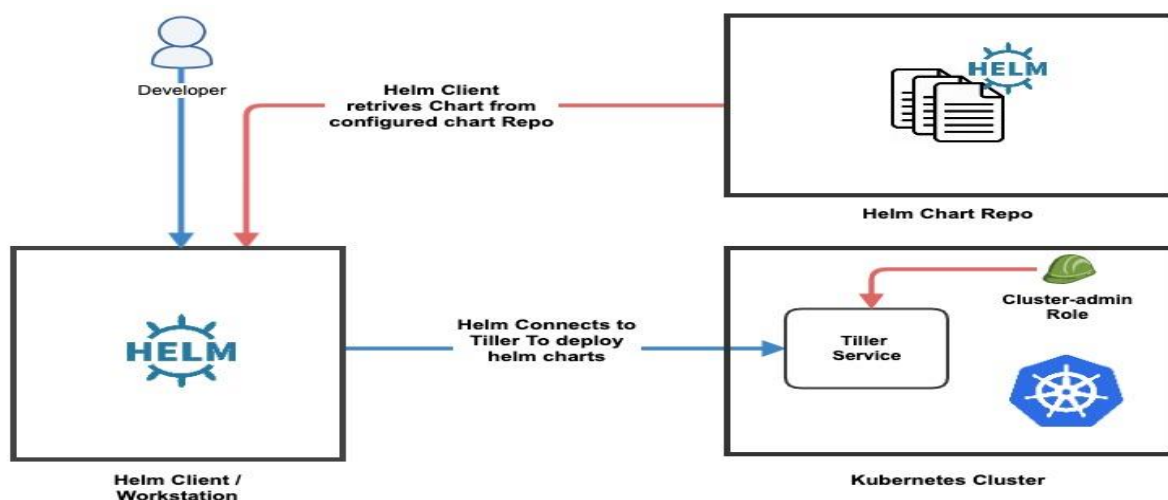 Developer
Helm Client
retrives Chart from
configured chart Repo
HELM
Helm Chart Repo
HELM
Helm Connects to
Tiller To deploy
helm charts
Tiller
Service
Cluster-admin
Role
Helm Client /
Workstation
Kubernetes Cluster